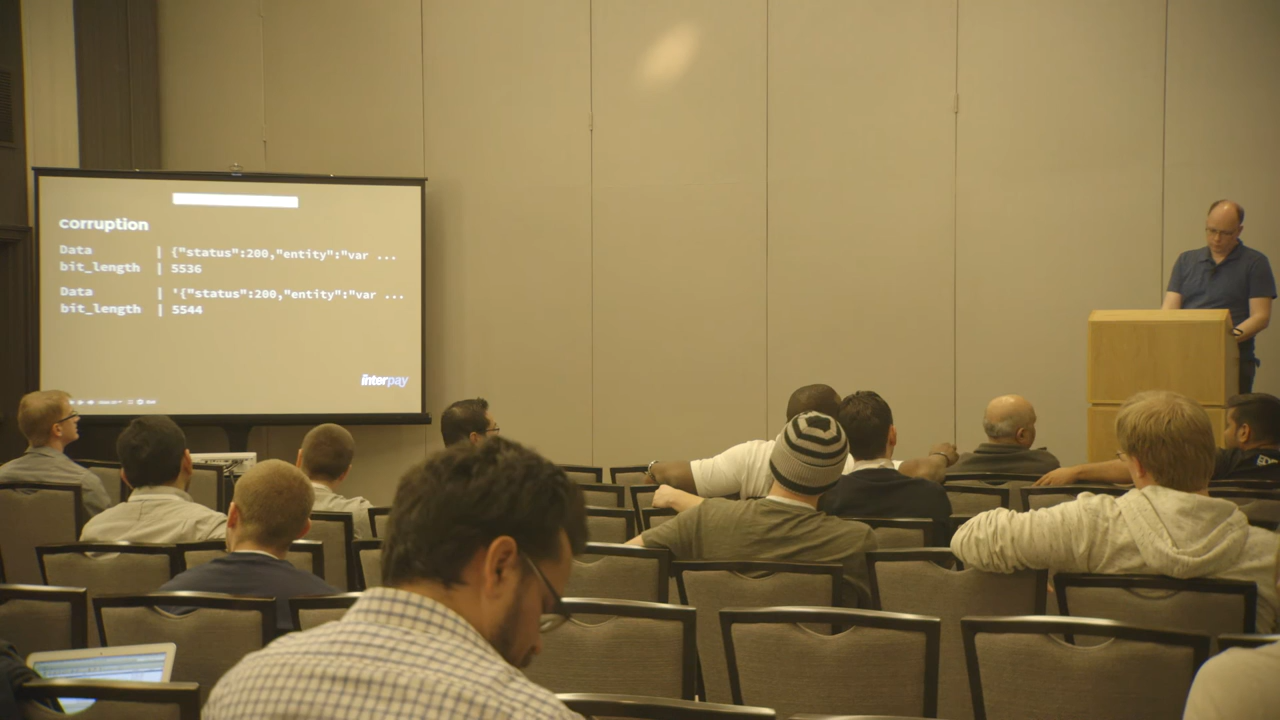 corruption
Data | {"status":200,"entity":"var ...
bit_length | 5536
Data | '{"status":200,"entity":"var ...
bit_length | 5544
interpay